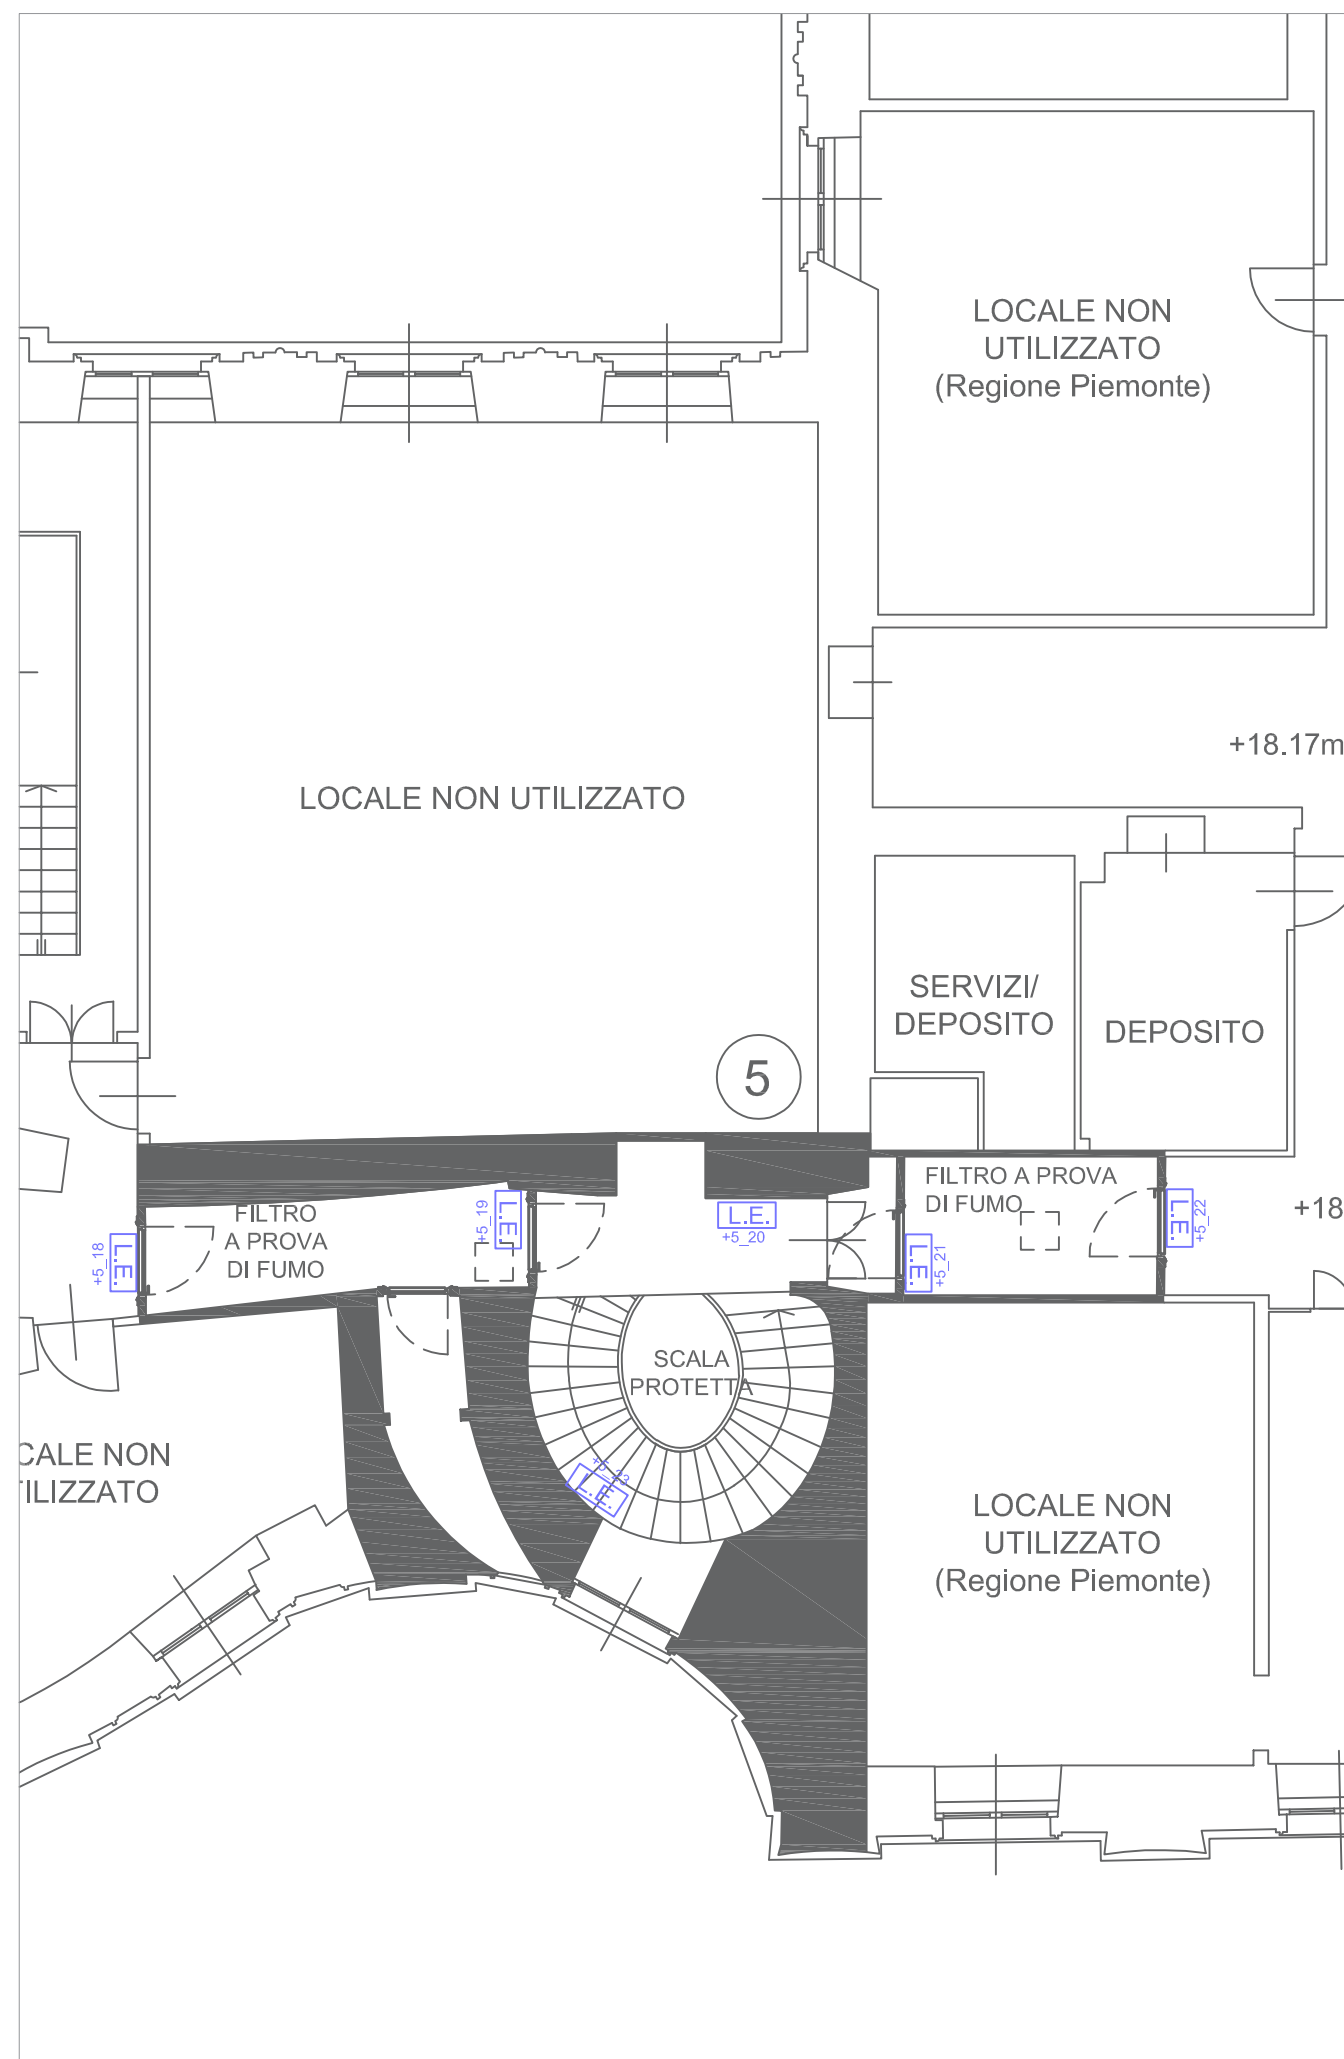 LOCALE NON
UTILIZZATO
(Regione Piemonte)
+18.17m
LOCALE NON UTILIZZATO
SERVIZI/
DEPOSITO
DEPOSITO
5
FILTRO A PROVA
DI FUMO
FILTRO
A PROVA
DI FUMO
L.E.
+5_18
L.E.
+5_19
L.E.
+5_20
L.E.
+5_21
L.E.
+5_22
+18
SCALA
PROTETTA
L.E.
+5_23
CALE NON
TILIZZATO
LOCALE NON
UTILIZZATO
(Regione Piemonte)